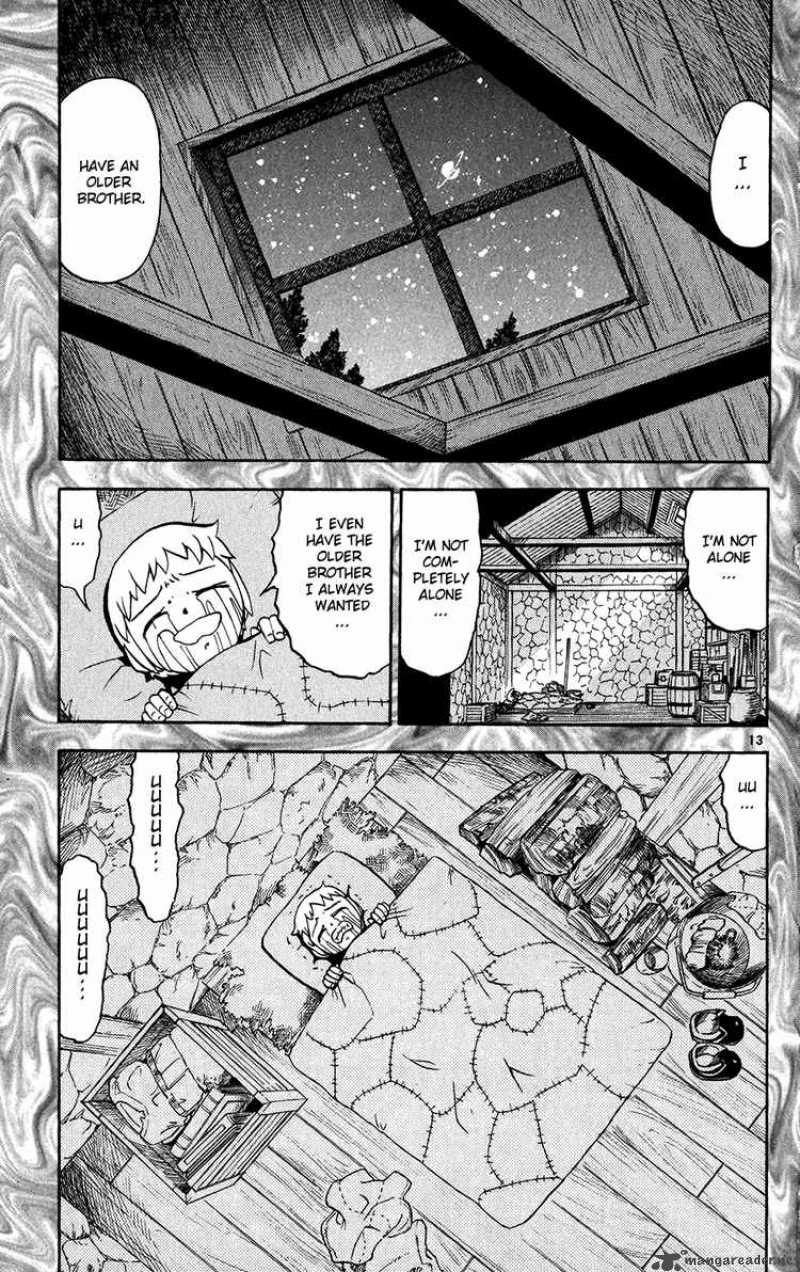 I
...
HAVE AN
OLDER
BROTHER.
I'M NOT
ALONE
...
I'M NOT
COM-
PLETELY
ALONE
...
I EVEN
HAVE THE
OLDER
BROTHER
I ALWAYS
WANTED
...
U
...
13
UU
...
UUUUU...
UUUUUU...
mangareader.net